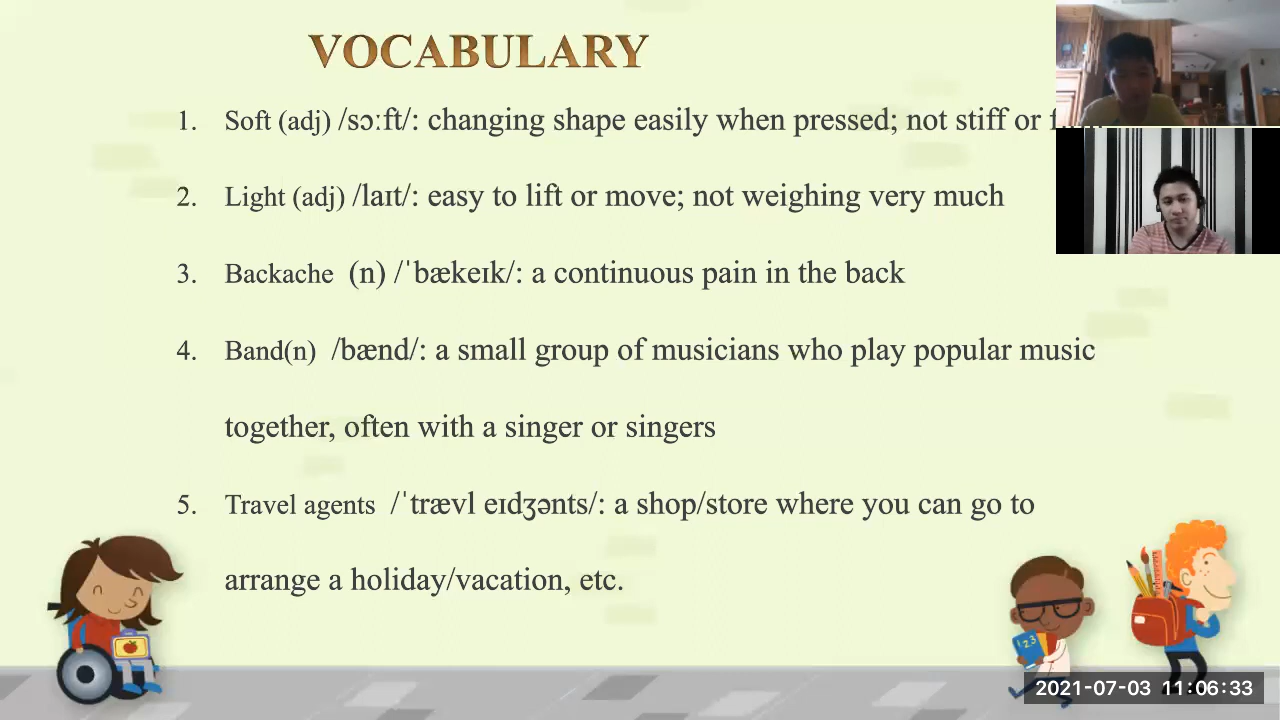 VOCABULARY
1. Soft (adj) /sɔːft/: changing shape easily when pressed; not stiff or
2. Light (adj) /laɪt/: easy to lift or move; not weighing very much
3. Backache (n) /ˈbækeɪk/: a continuous pain in the back
4. Band(n) /bænd/: a small group of musicians who play popular music
together, often with a singer or singers
5. Travel agents /ˈtrævl eɪdʒənts/: a shop/store where you can go to
arrange a holiday/vacation, etc.
123
2021-07-03 11:06:33